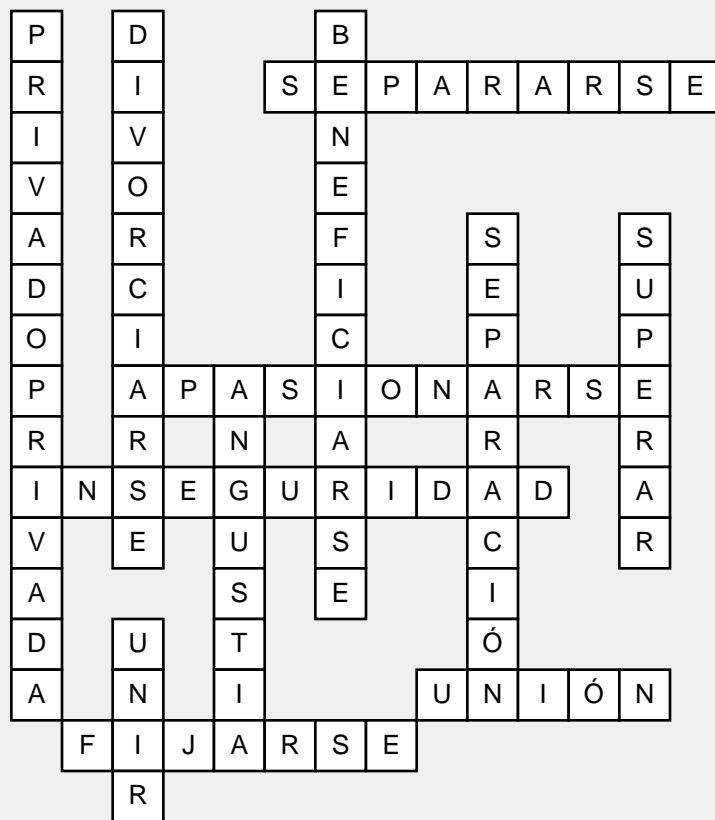 P D B
R I S E P A R A R S E
I V N
V O E
A R F S S
D C I E U
O I C P P
P A P A S I O N A R S E
R R N A R R
I N S E G U R I D A D A
V E U S C R
A S E I
D U T Ó
A N I U N I Ó N
F I J A R S E
R